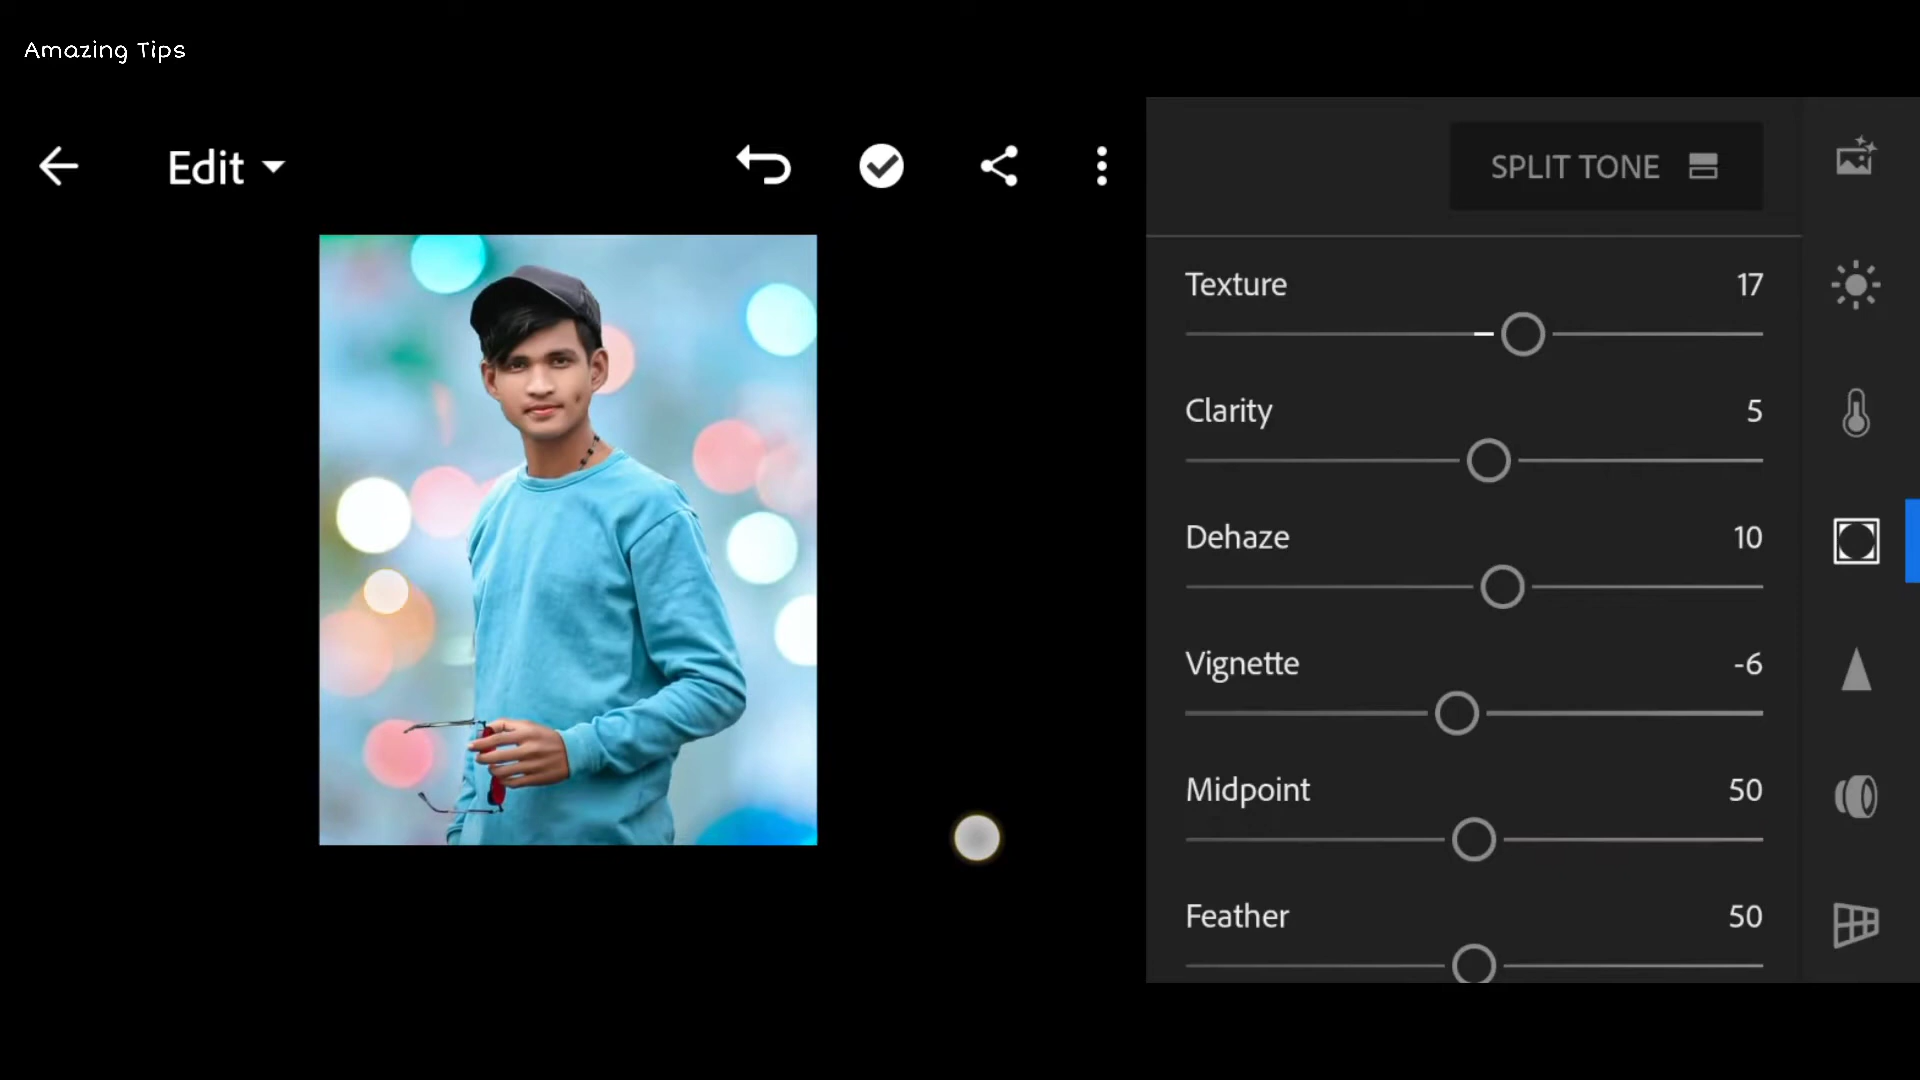 Amazing Tips
Edit
SPLIT TONE
Texture 17
Clarity 5
Dehaze 10
Vignette -6
Midpoint 50
Feather 50